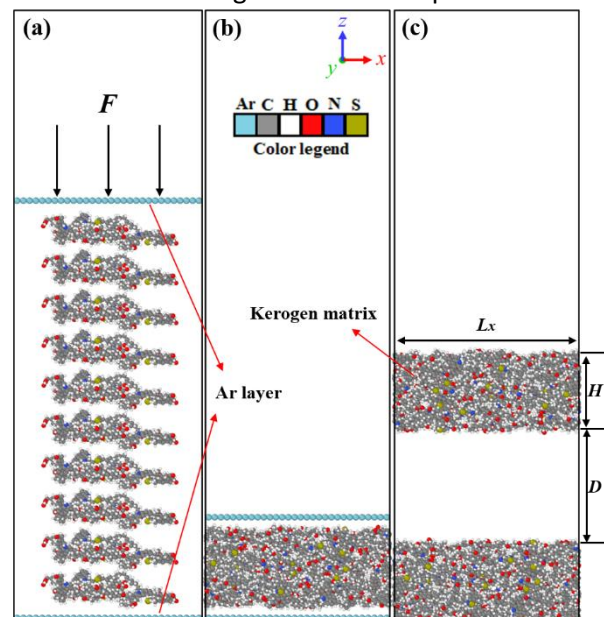 (a)
(b)
(c)
z
y
x
F
Ar C H O N S
Color legend
Kerogen matrix
Lx
H
D
Ar layer